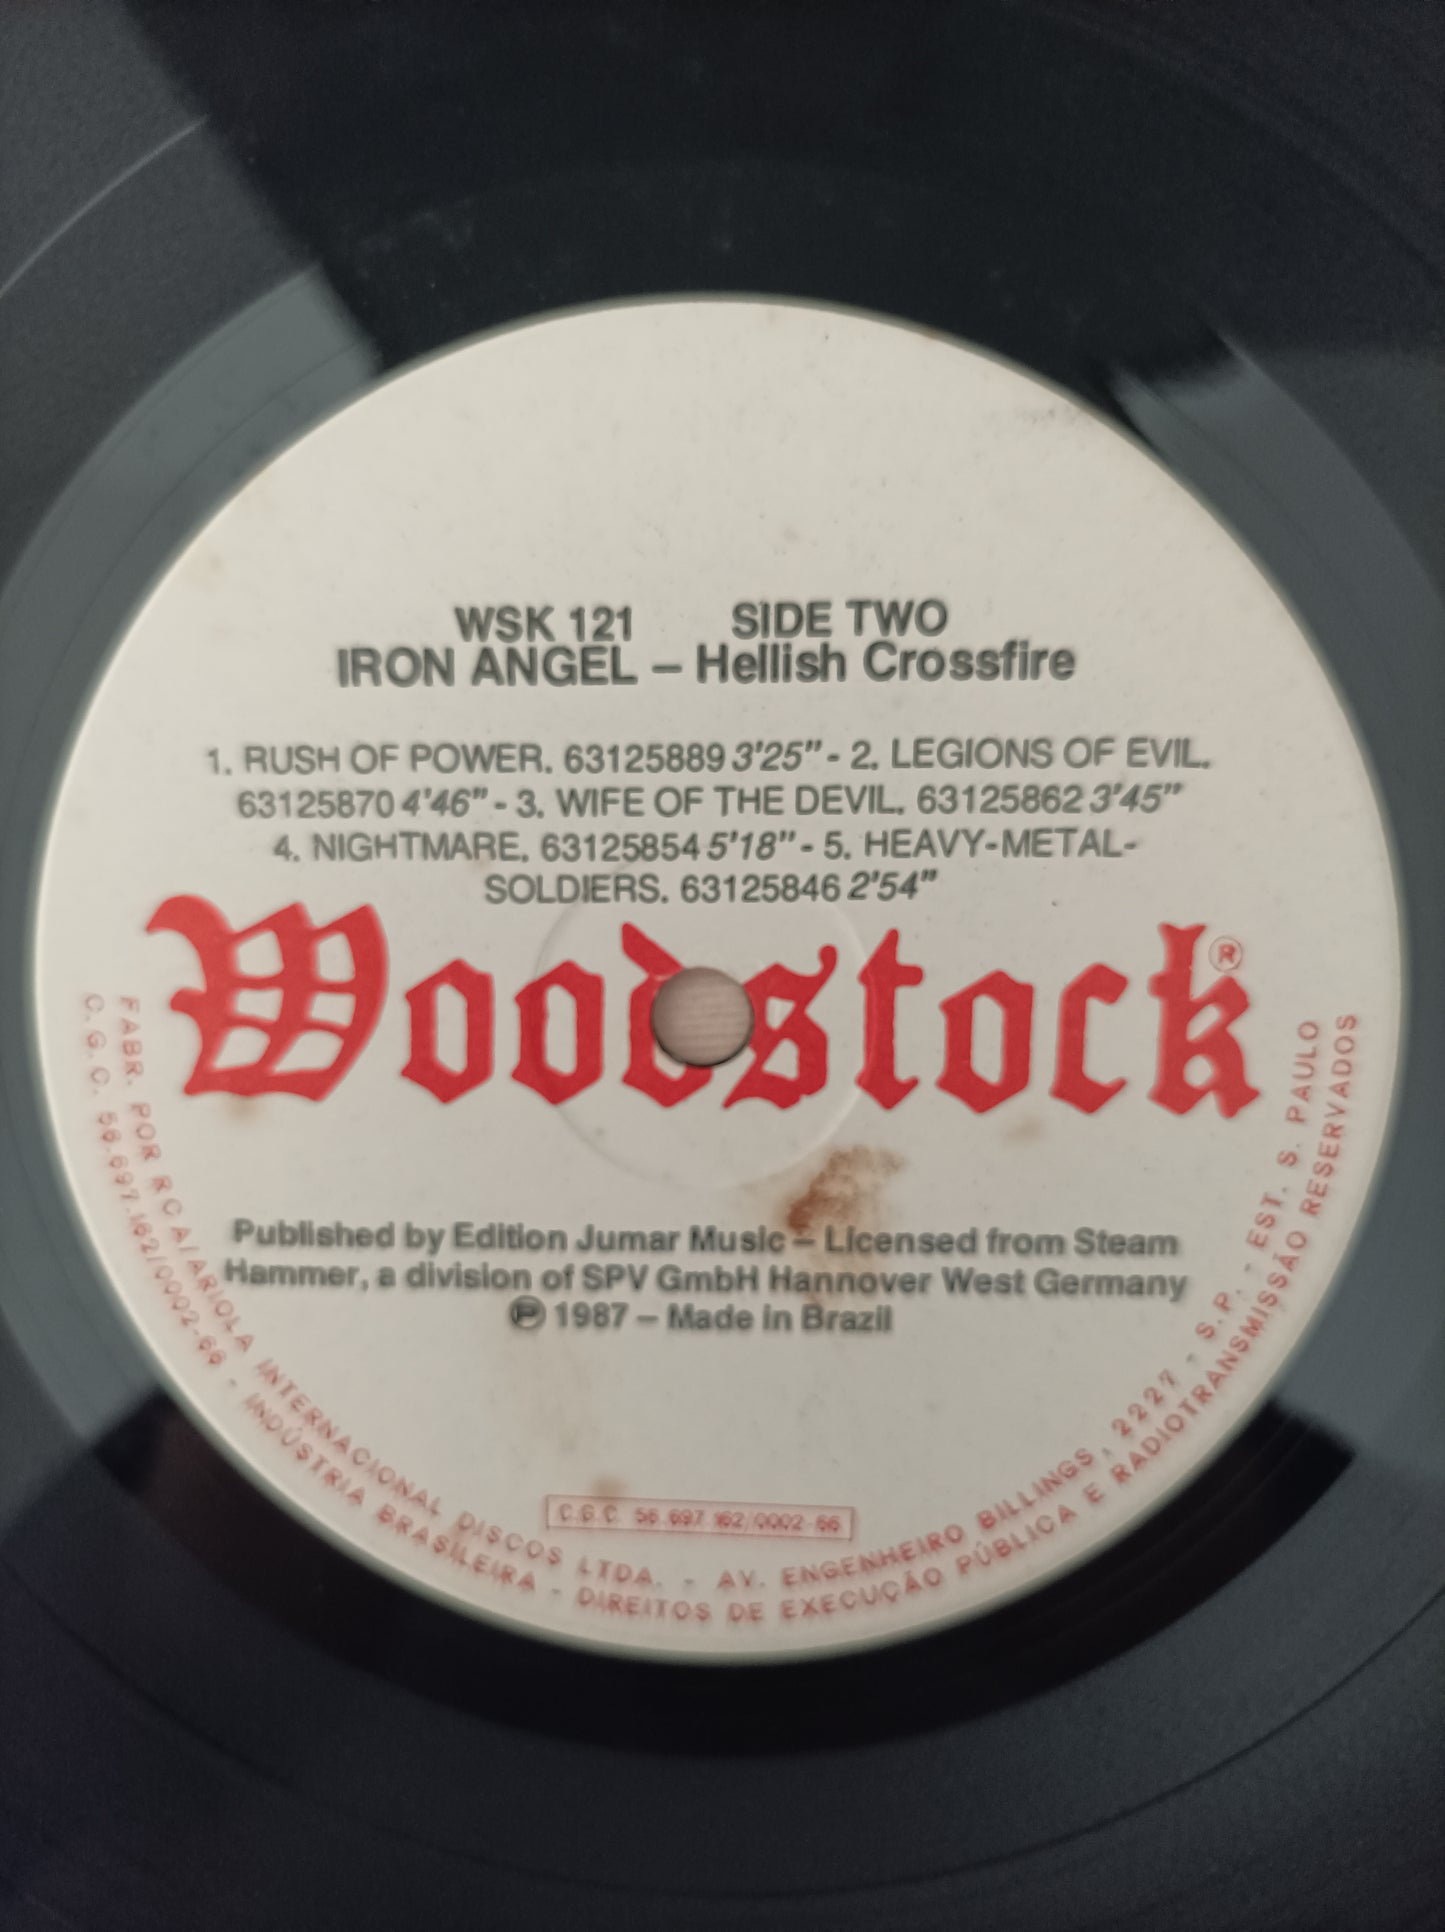 WSK 121 SIDE TWO
IRON ANGEL – Hellish Crossfire
1. RUSH OF POWER. 63125889 3'25" - 2. LEGIONS OF EVIL.
63125870 4'46" - 3. WIFE OF THE DEVIL. 63125862 3'45"
4. NIGHTMARE. 63125854 5'18" - 5. HEAVY-METAL-
SOLDIERS. 63125846 2'54"
Woodstock ®
Published by Edition Jumar Music – Licensed from Steam
Hammer, a division of SPV GmbH Hannover West Germany
℗ 1987 – Made in Brazil
C.G.C. 56.697.162/0002-66
FABR. POR RCA/ARIOLA INTERNACIONAL DISCOS LTDA. - AV. ENGENHEIRO BILLINGS, 2227 - S.P. - EST. S. PAULO
C.G.C. 56.697.162/0002-66 - INDÚSTRIA BRASILEIRA - DIREITOS DE EXECUÇÃO PÚBLICA E RADIOTRANSMISSÃO RESERVADOS